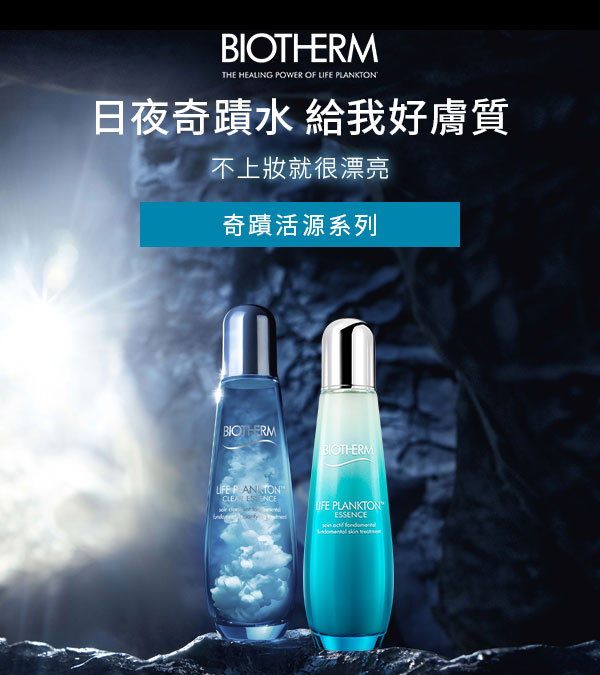 BIOTHERM
THE HEALING POWER OF LIFE PLANKTON™
日夜奇蹟水 給我好膚質
不上妝就很漂亮
奇蹟活源系列
BIOTHERM
LIFE PLANKTON™
CLEAR ESSENCE
BIOTHERM
LIFE PLANKTON™
ESSENCE
soin actif fondamental
fundamental skin treatment